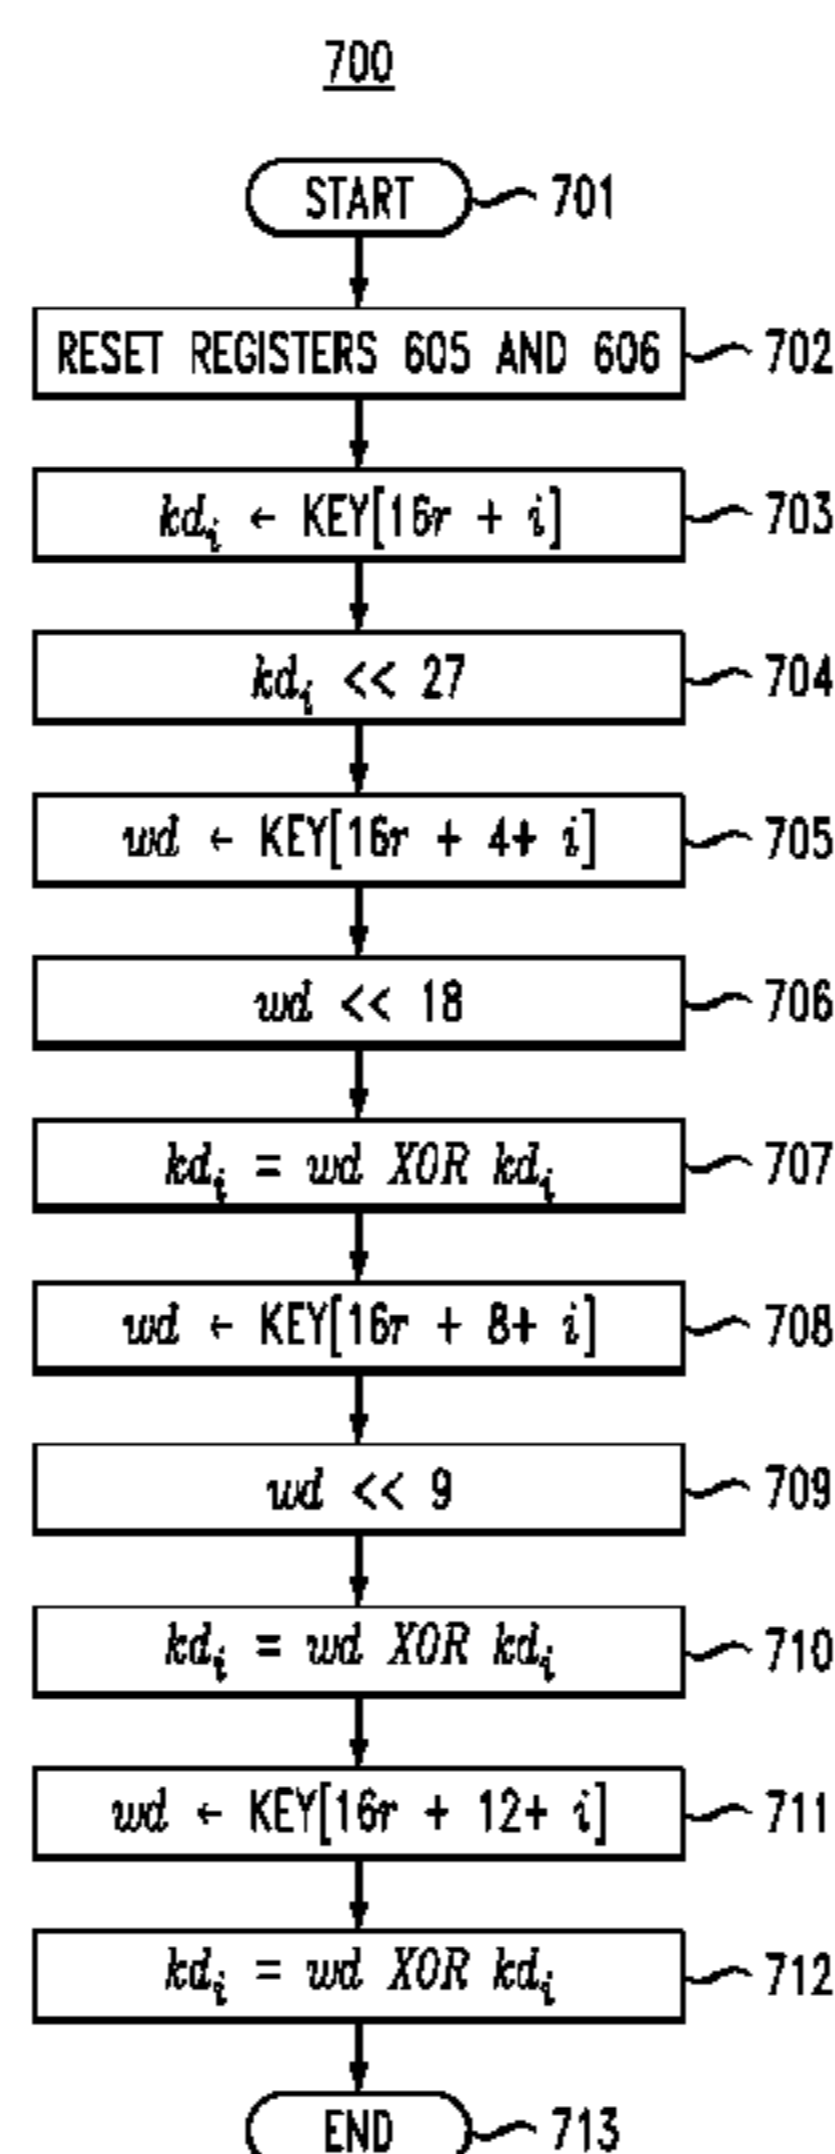 700
START 701
RESET REGISTERS 605 AND 606 702
kdᵢ ← KEY[16r + i] 703
kdᵢ << 27 704
wd ← KEY[16r + 4+ i] 705
wd << 18 706
kdᵢ = wd XOR kdᵢ 707
wd ← KEY[16r + 8+ i] 708
wd << 9 709
kdᵢ = wd XOR kdᵢ 710
wd ← KEY[16r + 12+ i] 711
kdᵢ = wd XOR kdᵢ 712
END 713